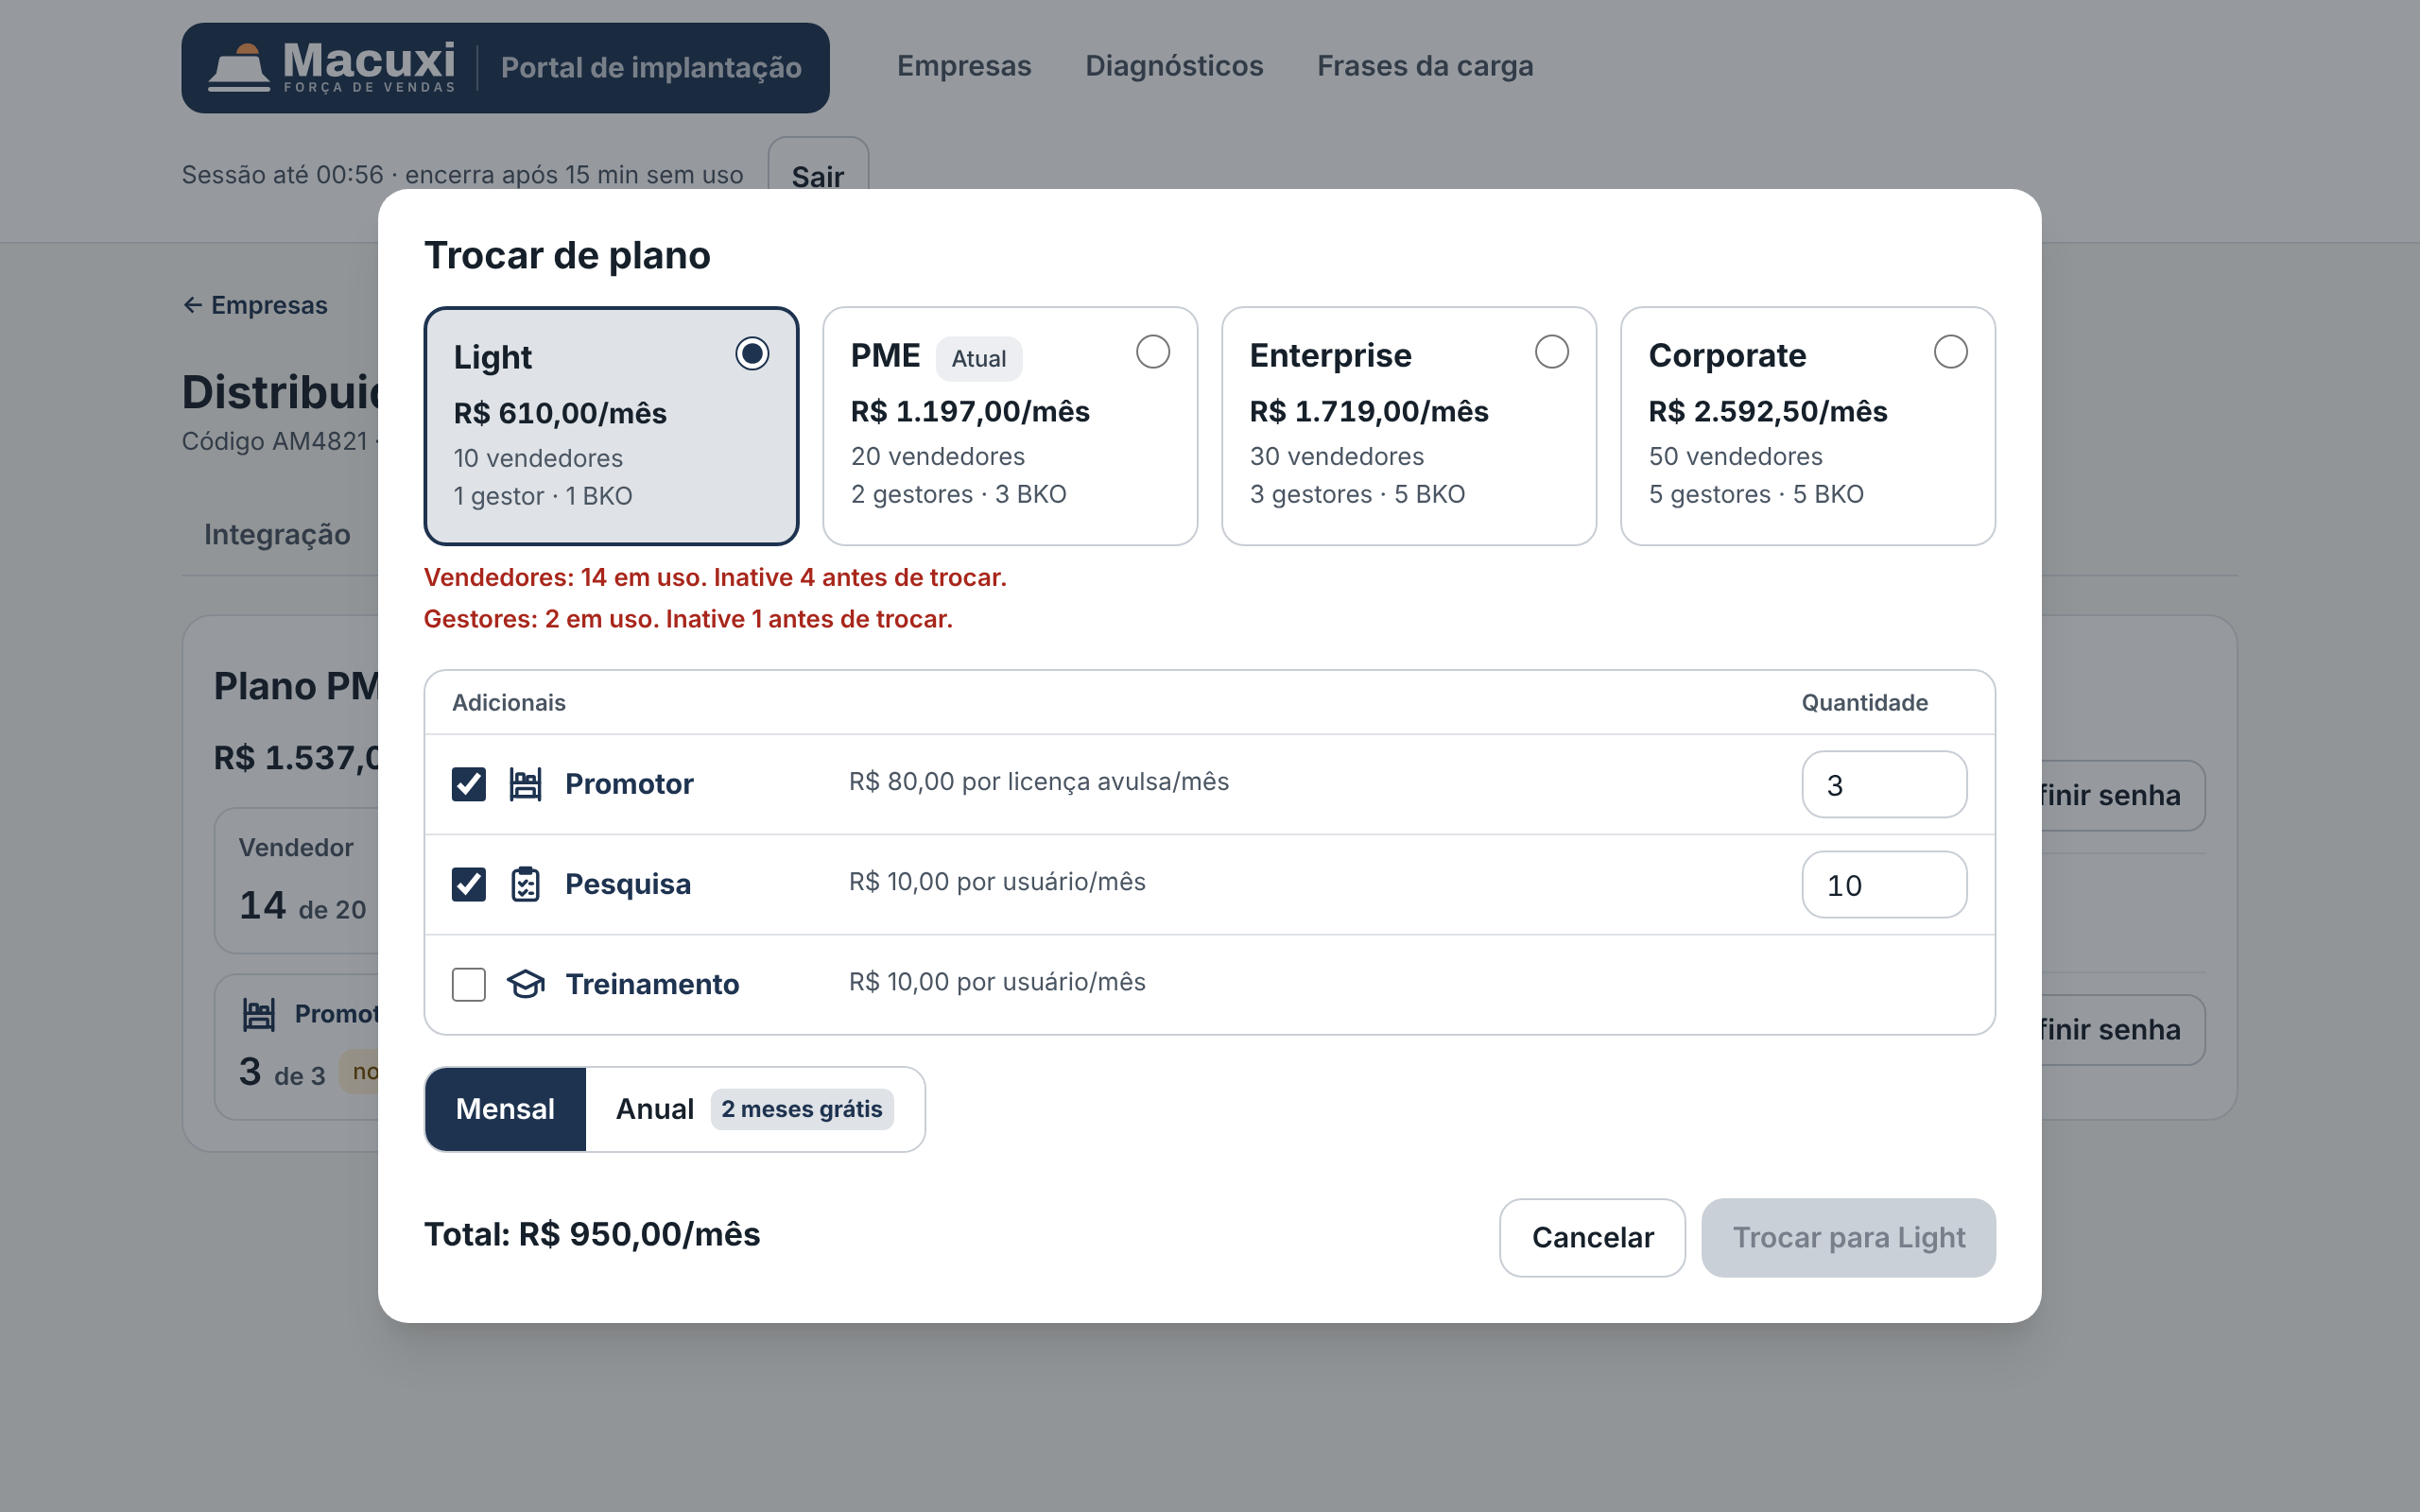 Macuxi
FORÇA DE VENDAS
Portal de implantação
Empresas
Diagnósticos
Frases da carga
Sessão até 00:56 · encerra após 15 min sem uso
Sair
← Empresas
Código AM4821 ·
Integração
Plano
R$ 1.537,0
Vendedor
14 de 20
3 de 3
Trocar de plano
Light
R$ 610,00/mês
10 vendedores
1 gestor · 1 BKO
PME Atual
R$ 1.197,00/mês
20 vendedores
2 gestores · 3 BKO
Enterprise
R$ 1.719,00/mês
30 vendedores
3 gestores · 5 BKO
Corporate
R$ 2.592,50/mês
50 vendedores
5 gestores · 5 BKO
Vendedores: 14 em uso. Inative 4 antes de trocar.
Gestores: 2 em uso. Inative 1 antes de trocar.
Adicionais Quantidade
Promotor R$ 80,00 por licença avulsa/mês 3
Pesquisa R$ 10,00 por usuário/mês 10
Treinamento R$ 10,00 por usuário/mês
Mensal
Anual 2 meses grátis
Total: R$ 950,00/mês
Cancelar
Trocar para Light
finir senha
finir senha